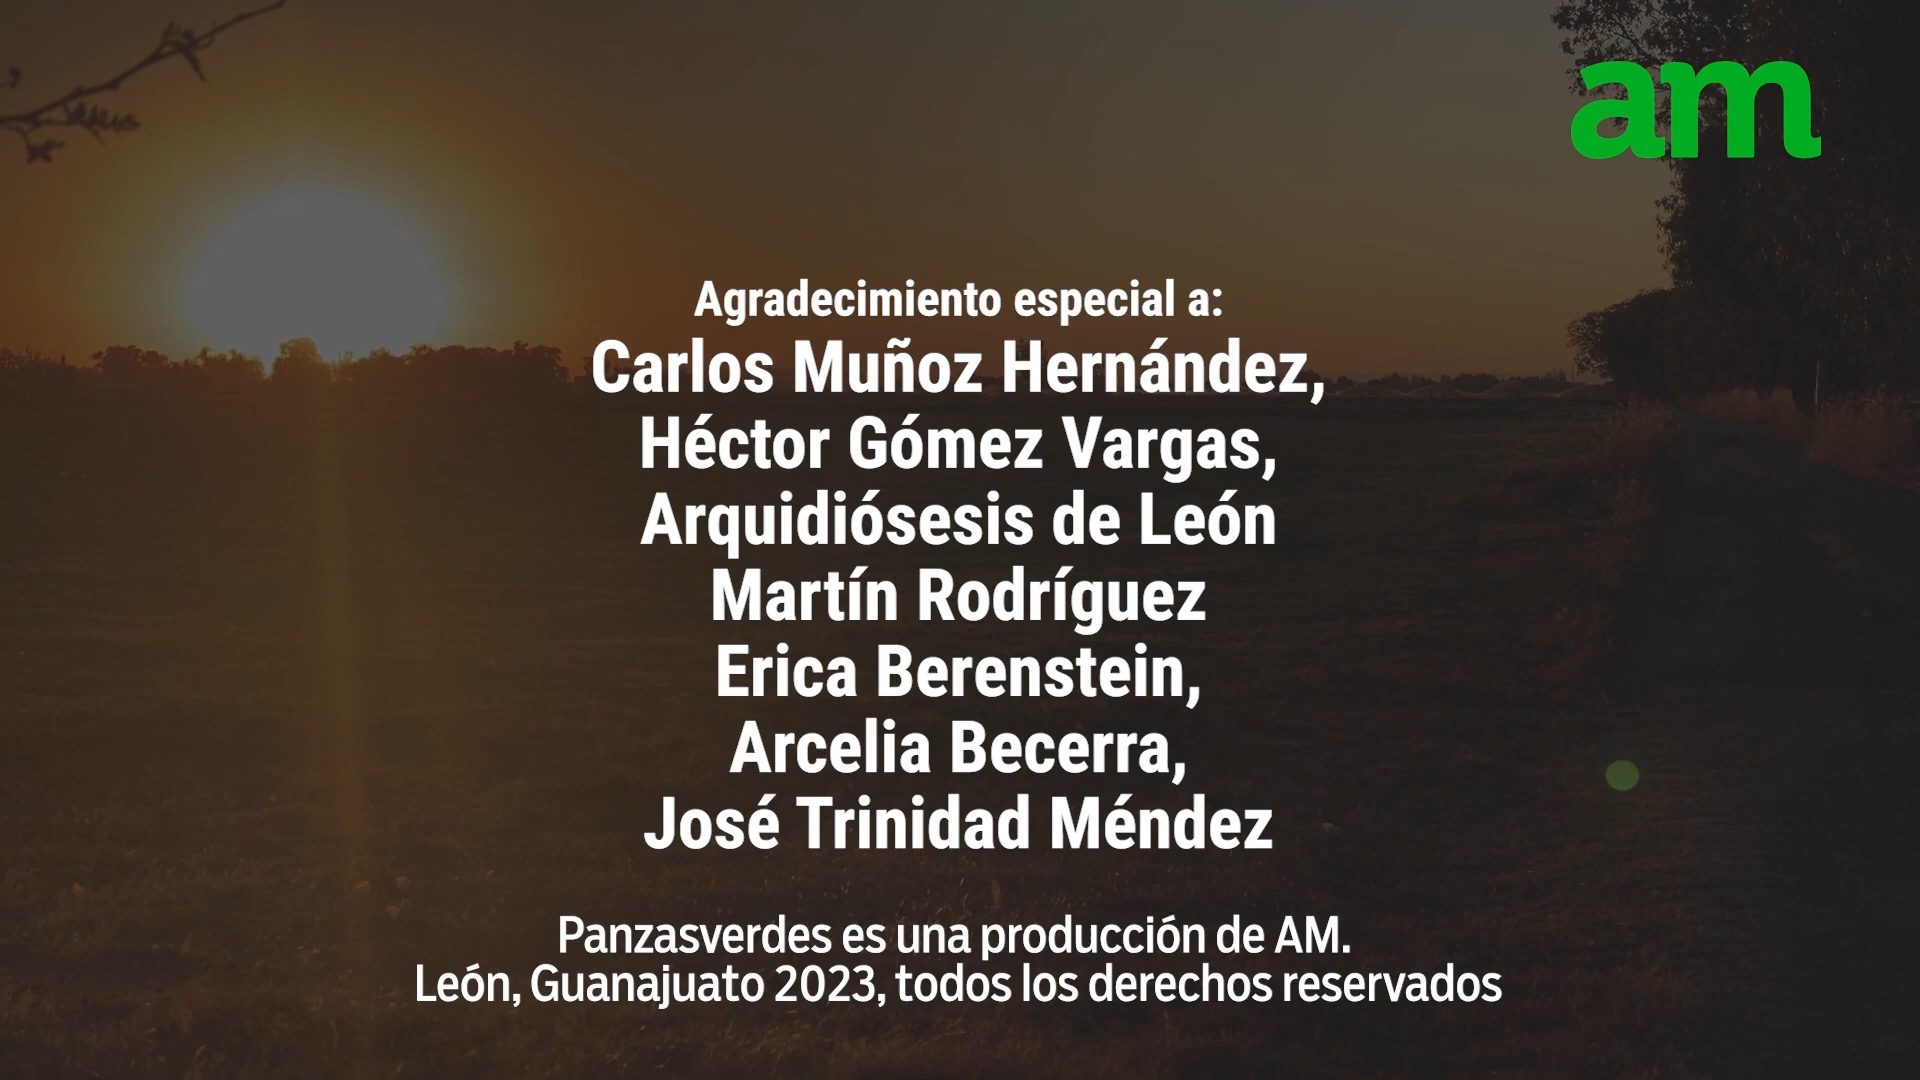 am
Agradecimiento especial a:
Carlos Muñoz Hernández,
Héctor Gómez Vargas,
Arquidiósesis de León
Martín Rodríguez
Erica Berenstein,
Arcelia Becerra,
José Trinidad Méndez
Panzasverdes es una producción de AM.
León, Guanajuato 2023, todos los derechos reservados